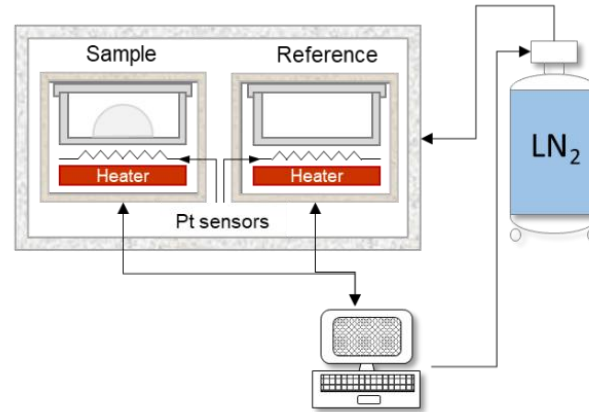 Sample
Reference
Heater
Heater
Pt sensors
LN₂